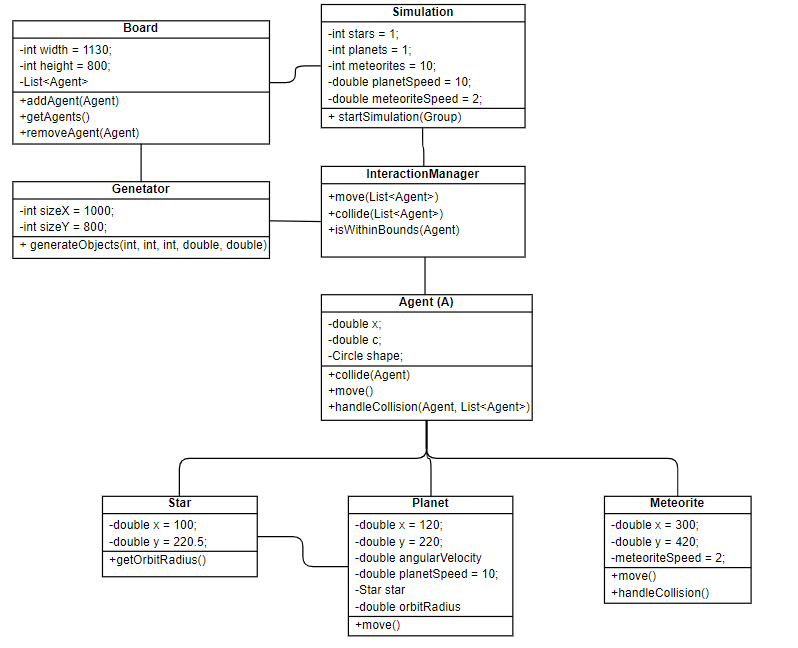 Board
-int width = 1130;
-int height = 800;
-List<Agent>
+addAgent(Agent)
+getAgents()
+removeAgent(Agent)
Simulation
-int stars = 1;
-int planets = 1;
-int meteorites = 10;
-double planetSpeed = 10;
-double meteoriteSpeed = 2;
+ startSimulation(Group)
Genetator
-int sizeX = 1000;
-int sizeY = 800;
+ generateObjects(int, int, int, double, double)
InteractionManager
+move(List<Agent>)
+collide(List<Agent>)
+isWithinBounds(Agent)
Agent (A)
-double x;
-double c;
-Circle shape;
+collide(Agent)
+move()
+handleCollision(Agent, List<Agent>)
Star
-double x = 100;
-double y = 220.5;
+getOrbitRadius()
Planet
-double x = 120;
-double y = 220;
-double angularVelocity
-double planetSpeed = 10;
-Star star
-double orbitRadius
+move()
Meteorite
-double x = 300;
-double y = 420;
-meteoriteSpeed = 2;
+move()
+handleCollision()